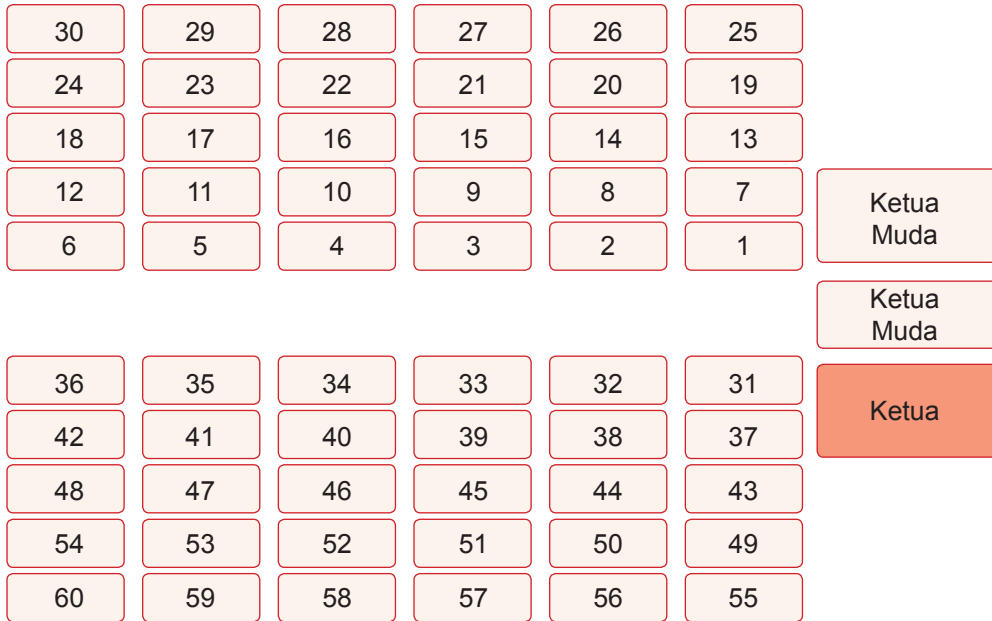 30 29 28 27 26 25
24 23 22 21 20 19
18 17 16 15 14 13
12 11 10 9 8 7
Ketua
Muda
6 5 4 3 2 1
Ketua
Muda
36 35 34 33 32 31
Ketua
42 41 40 39 38 37
48 47 46 45 44 43
54 53 52 51 50 49
60 59 58 57 56 55